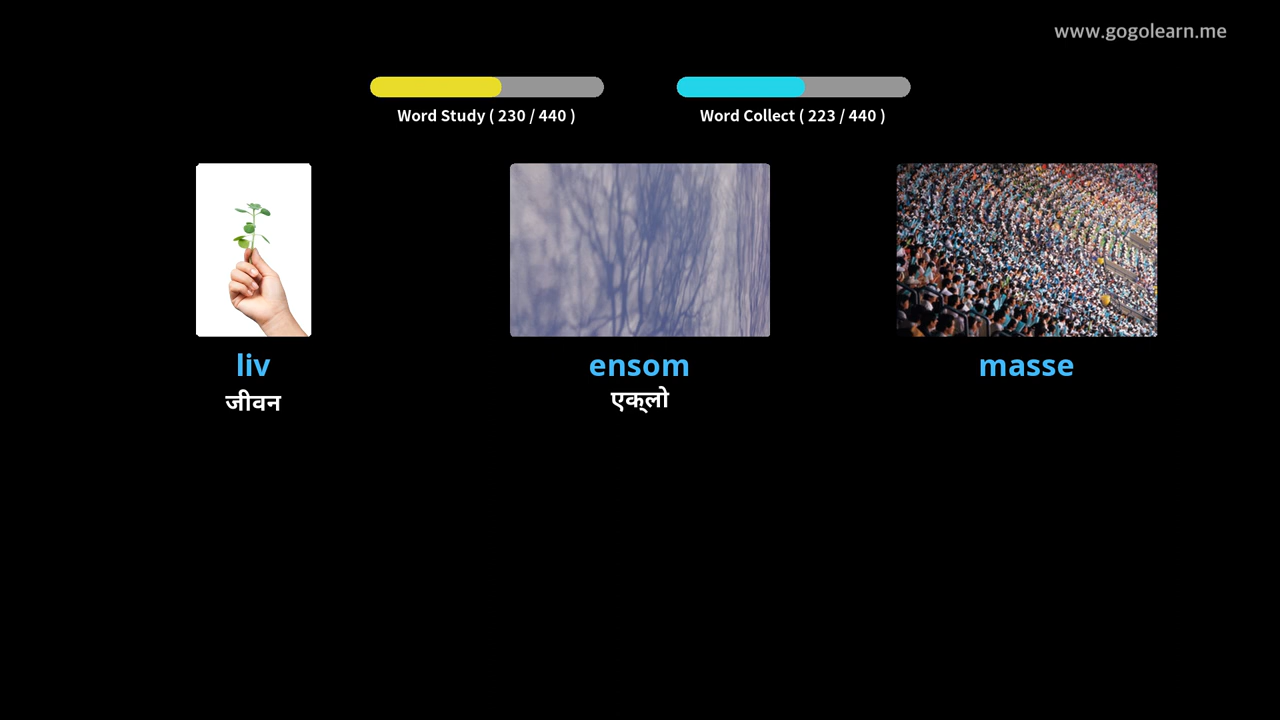 www.gogolearn.me
Word Study ( 230 / 440 )
Word Collect ( 223 / 440 )
liv
ensom
masse
जीवन
एक्लो